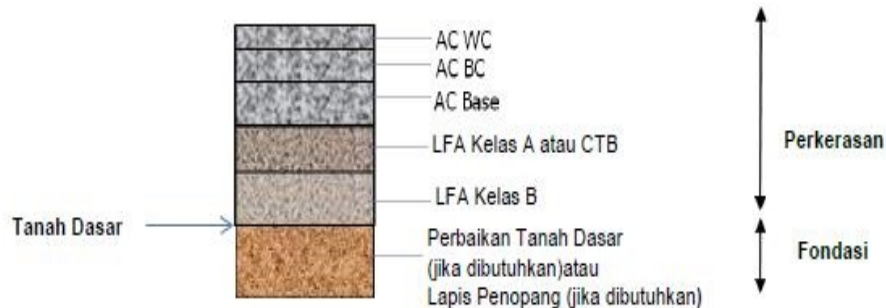 AC WC
AC BC
AC Base
LFA Kelas A atau CTB
Perkerasan
LFA Kelas B
Tanah Dasar
Perbaikan Tanah Dasar
(jika dibutuhkan)atau
Lapis Penopang (jika dibutuhkan)
Fondasi